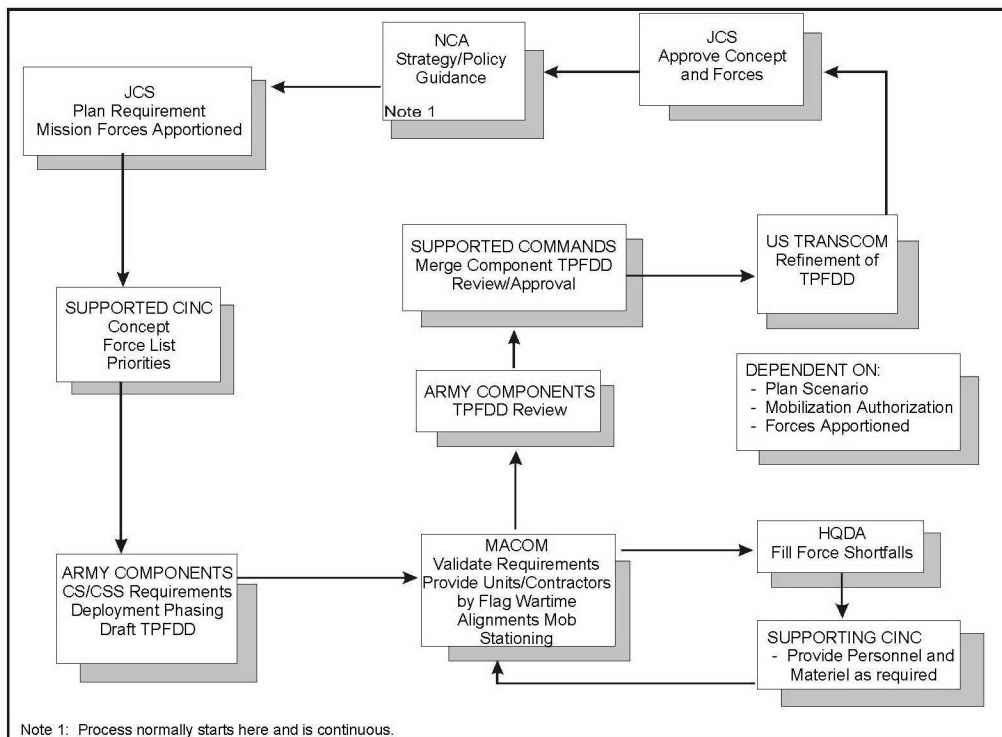 NCA
Strategy/Policy
Guidance
Note 1
JCS
Approve Concept
and Forces
JCS
Plan Requirement
Mission Forces Apportioned
SUPPORTED COMMANDS
Merge Component TPFDD
Review/Approval
US TRANSCOM
Refinement of
TPFDD
SUPPORTED CINC
Concept
Force List
Priorities
ARMY COMPONENTS
TPFDD Review
DEPENDENT ON:
- Plan Scenario
- Mobilization Authorization
- Forces Apportioned
ARMY COMPONENTS
CS/CSS Requirements
Deployment Phasing
Draft TPFDD
MACOM
Validate Requirements
Provide Units/Contractors
by Flag Wartime
Alignments Mob
Stationing
HQDA
Fill Force Shortfalls
SUPPORTING CINC
- Provide Personnel and
Materiel as required
Note 1: Process normally starts here and is continuous.